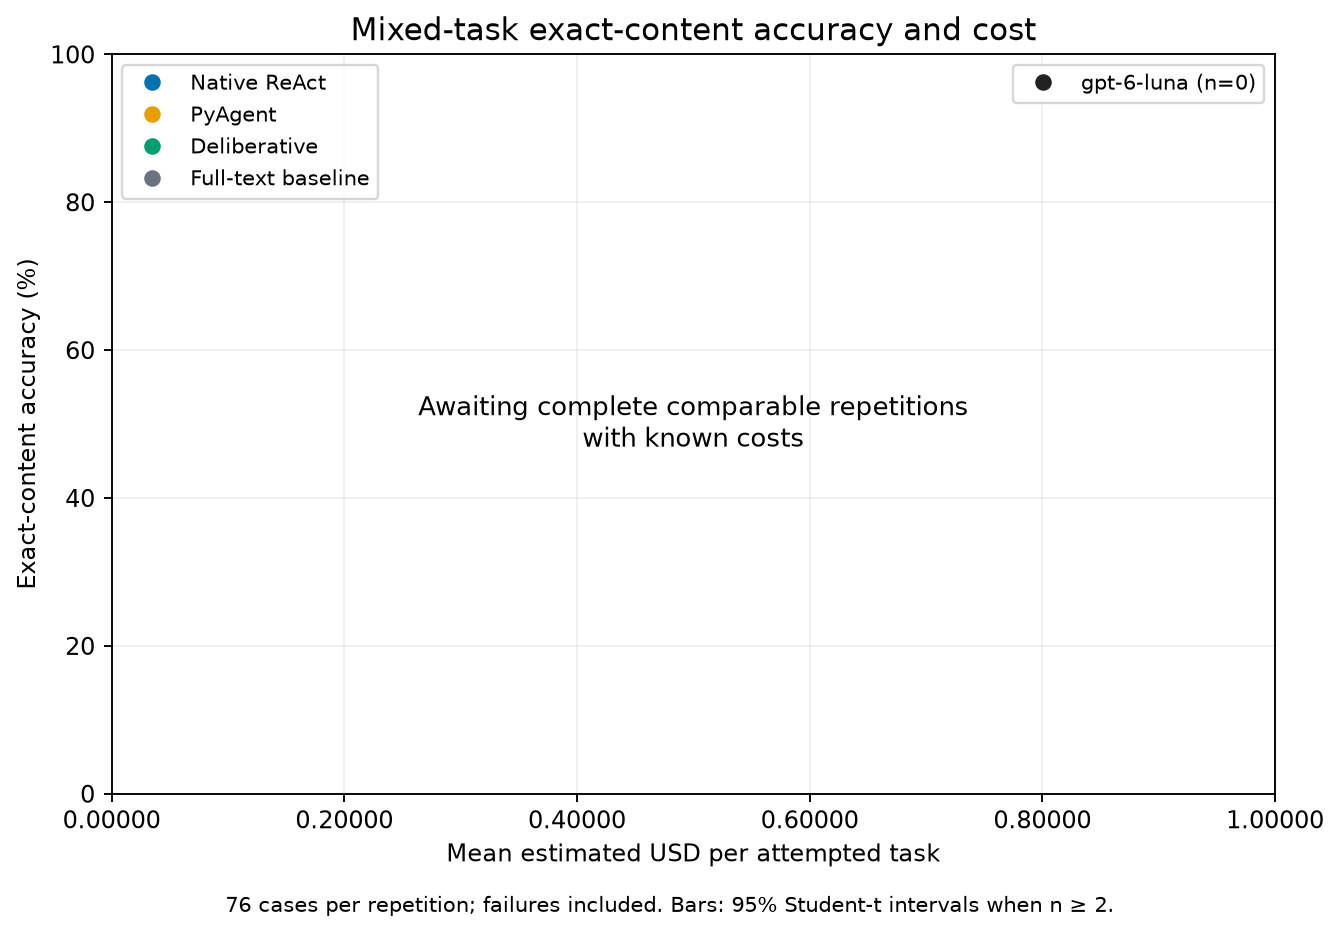 Mixed-task exact-content accuracy and cost
Exact-content accuracy (%)
100
80
60
40
20
0
Native ReAct
PyAgent
Deliberative
Full-text baseline
gpt-6-luna (n=0)
Awaiting complete comparable repetitions
with known costs
0.00000 0.20000 0.40000 0.60000 0.80000 1.00000
Mean estimated USD per attempted task
76 cases per repetition; failures included. Bars: 95% Student-t intervals when n ≥ 2.